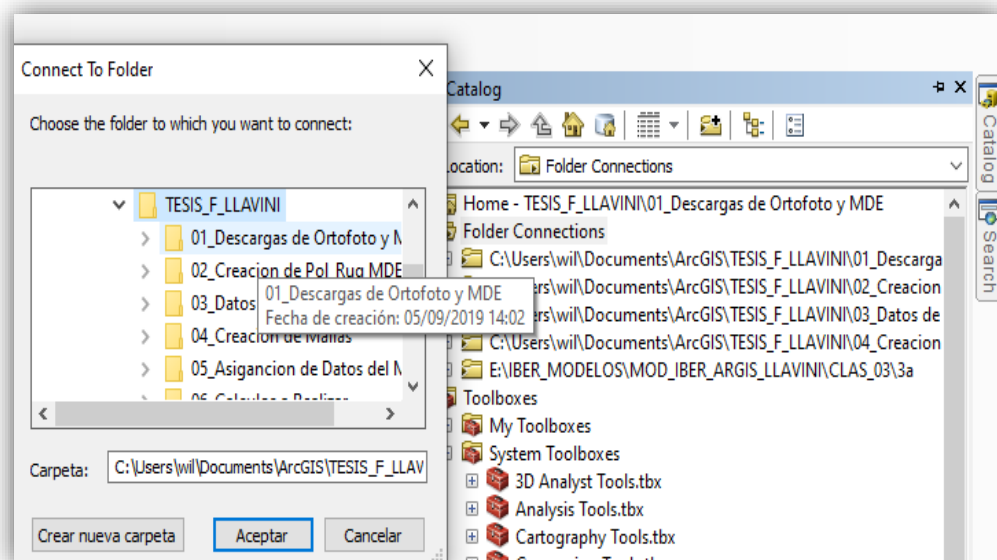 Connect To Folder
Choose the folder to which you want to connect:
TESIS_F_LLAVINI
01_Descargas de Ortofoto y M
02_Creacion de Pol_Rug MDE
03_Datos
04_Creacion de Mallas
05_Asigancion de Datos del M
06_Calculos a Realizar
01_Descargas de Ortofoto y MDE
Fecha de creación: 05/09/2019 14:02
Carpeta:
C:\Users\wil\Documents\ArcGIS\TESIS_F_LLAV
Crear nueva carpeta
Aceptar
Cancelar
Catalog
Location:
Folder Connections
Home - TESIS_F_LLAVINI\01_Descargas de Ortofoto y MDE
Folder Connections
C:\Users\wil\Documents\ArcGIS\TESIS_F_LLAVINI\01_Descarga
ers\wil\Documents\ArcGIS\TESIS_F_LLAVINI\02_Creacion
ers\wil\Documents\ArcGIS\TESIS_F_LLAVINI\03_Datos de
C:\Users\wil\Documents\ArcGIS\TESIS_F_LLAVINI\04_Creacion
E:\IBER_MODELOS\MOD_IBER_ARGIS_LLAVINI\CLAS_03\3a
Toolboxes
My Toolboxes
System Toolboxes
3D Analyst Tools.tbx
Analysis Tools.tbx
Cartography Tools.tbx
Catalog
Search